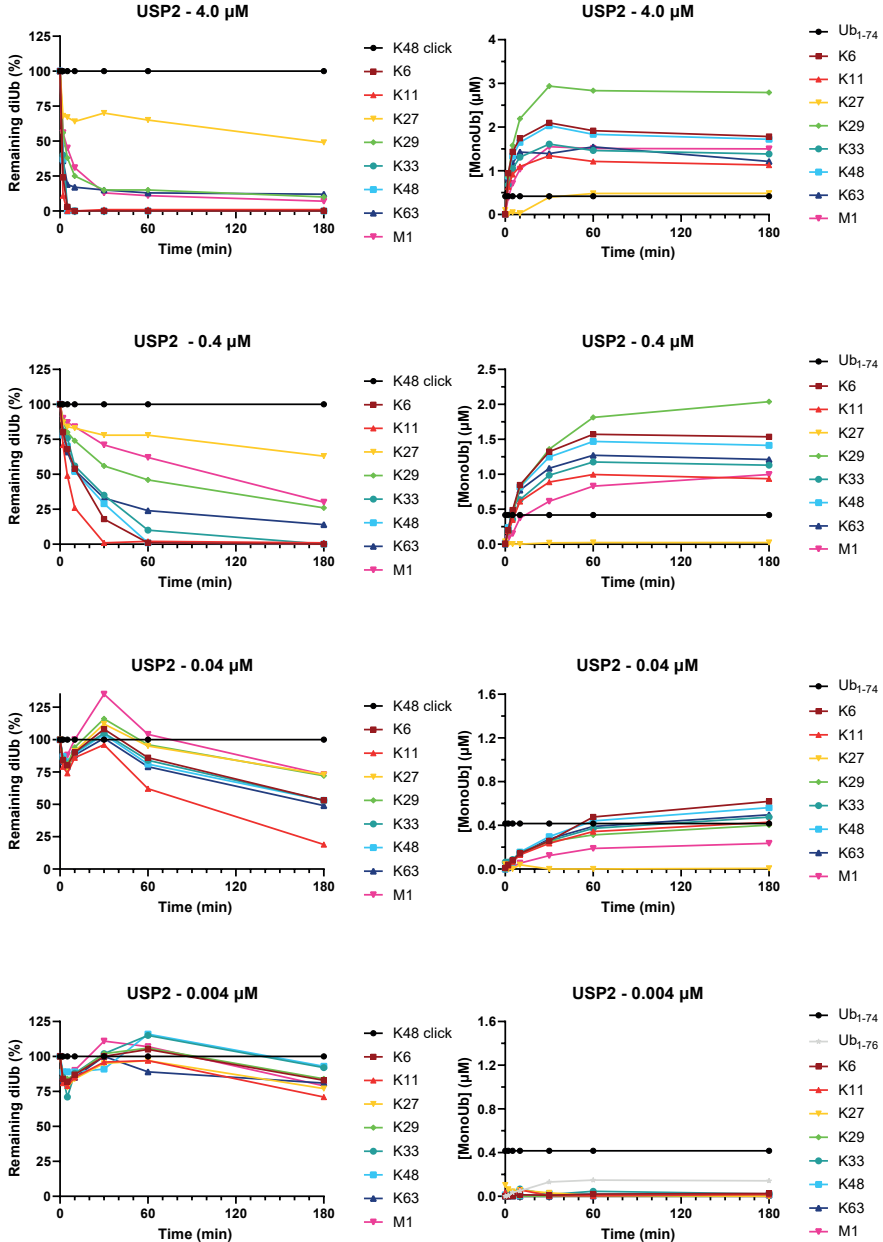 USP2 - 4.0 µM
Remaining diUb (%)
125
100
75
50
25
0
0
60
120
180
Time (min)
K48 click
K6
K11
K27
K29
K33
K48
K63
M1
USP2 - 4.0 µM
[MonoUb] (µM)
4
3
2
1
0
0
60
120
180
Time (min)
Ub1-74
K6
K11
K27
K29
K33
K48
K63
M1
USP2 - 0.4 µM
Remaining diUb (%)
125
100
75
50
25
0
0
60
120
180
Time (min)
K48 click
K6
K11
K27
K29
K33
K48
K63
M1
USP2 - 0.4 µM
[MonoUb] (µM)
2.5
2.0
1.5
1.0
0.5
0.0
0
60
120
180
Time (min)
Ub1-74
K6
K11
K27
K29
K33
K48
K63
M1
USP2 - 0.04 µM
Remaining diUb (%)
125
100
75
50
25
0
0
60
120
180
Time (min)
K48 click
K6
K11
K27
K29
K33
K48
K63
M1
USP2 - 0.04 µM
[MonoUb] (µM)
1.6
1.2
0.8
0.4
0.0
0
60
120
180
Time (min)
Ub1-74
K6
K11
K27
K29
K33
K48
K63
M1
USP2 - 0.004 µM
Remaining diUb (%)
125
100
75
50
25
0
0
60
120
180
Time (min)
K48 click
K6
K11
K27
K29
K33
K48
K63
M1
USP2 - 0.004 µM
[MonoUb] (µM)
1.6
1.2
0.8
0.4
0.0
0
60
120
180
Time (min)
Ub1-74
Ub1-76
K6
K11
K27
K29
K33
K48
K63
M1